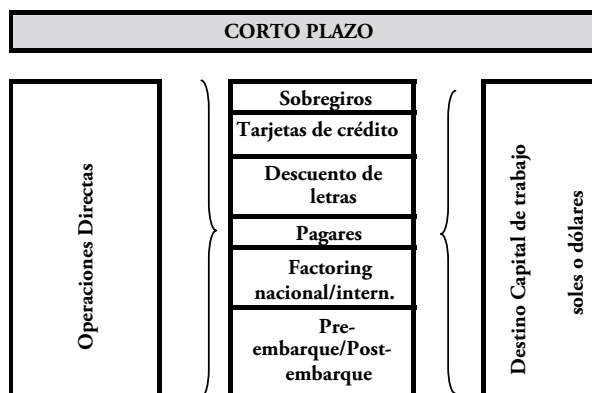 CORTO PLAZO
Operaciones Directas
Sobregiros
Tarjetas de crédito
Descuento de
letras
Pagares
Factoring
nacional/intern.
Pre-
embarque/Post-
embarque
Destino Capital de trabajo
soles o dólares